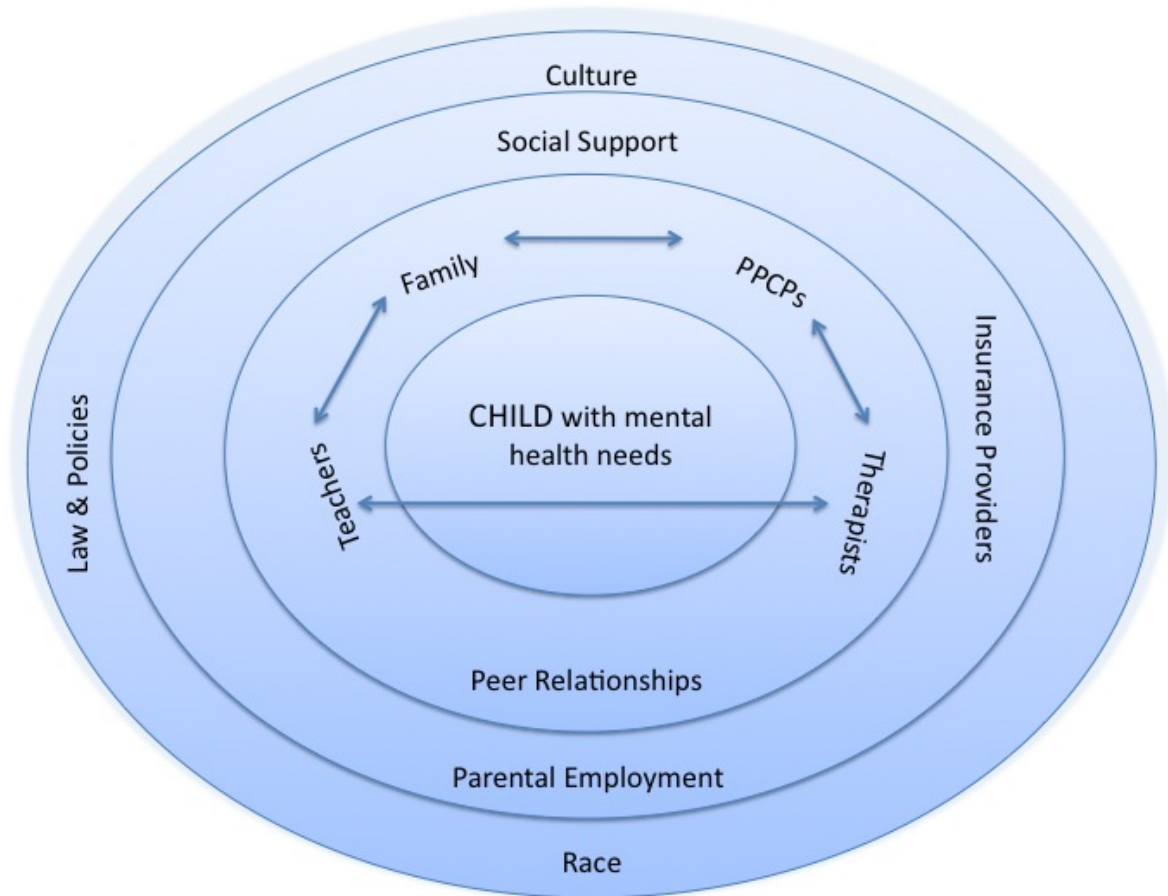 Culture
Social Support
Family
PPCPs
Law & Policies
Teachers
CHILD with mental
health needs
Therapists
Insurance Providers
Peer Relationships
Parental Employment
Race